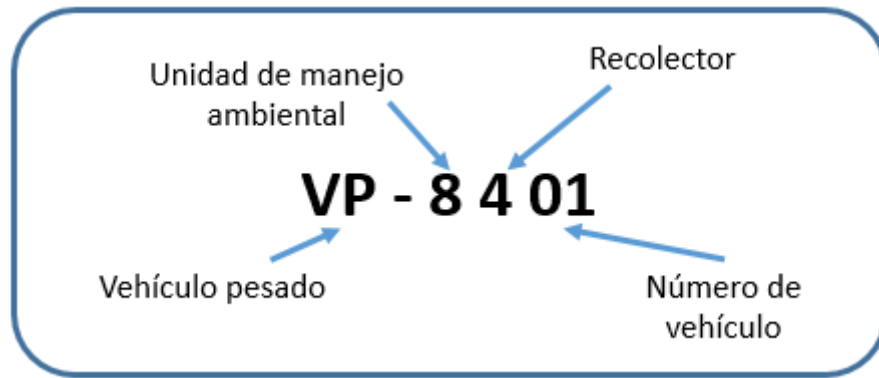 Unidad de manejo
ambiental
Recolector
VP - 8 4 01
Vehículo pesado
Número de
vehículo